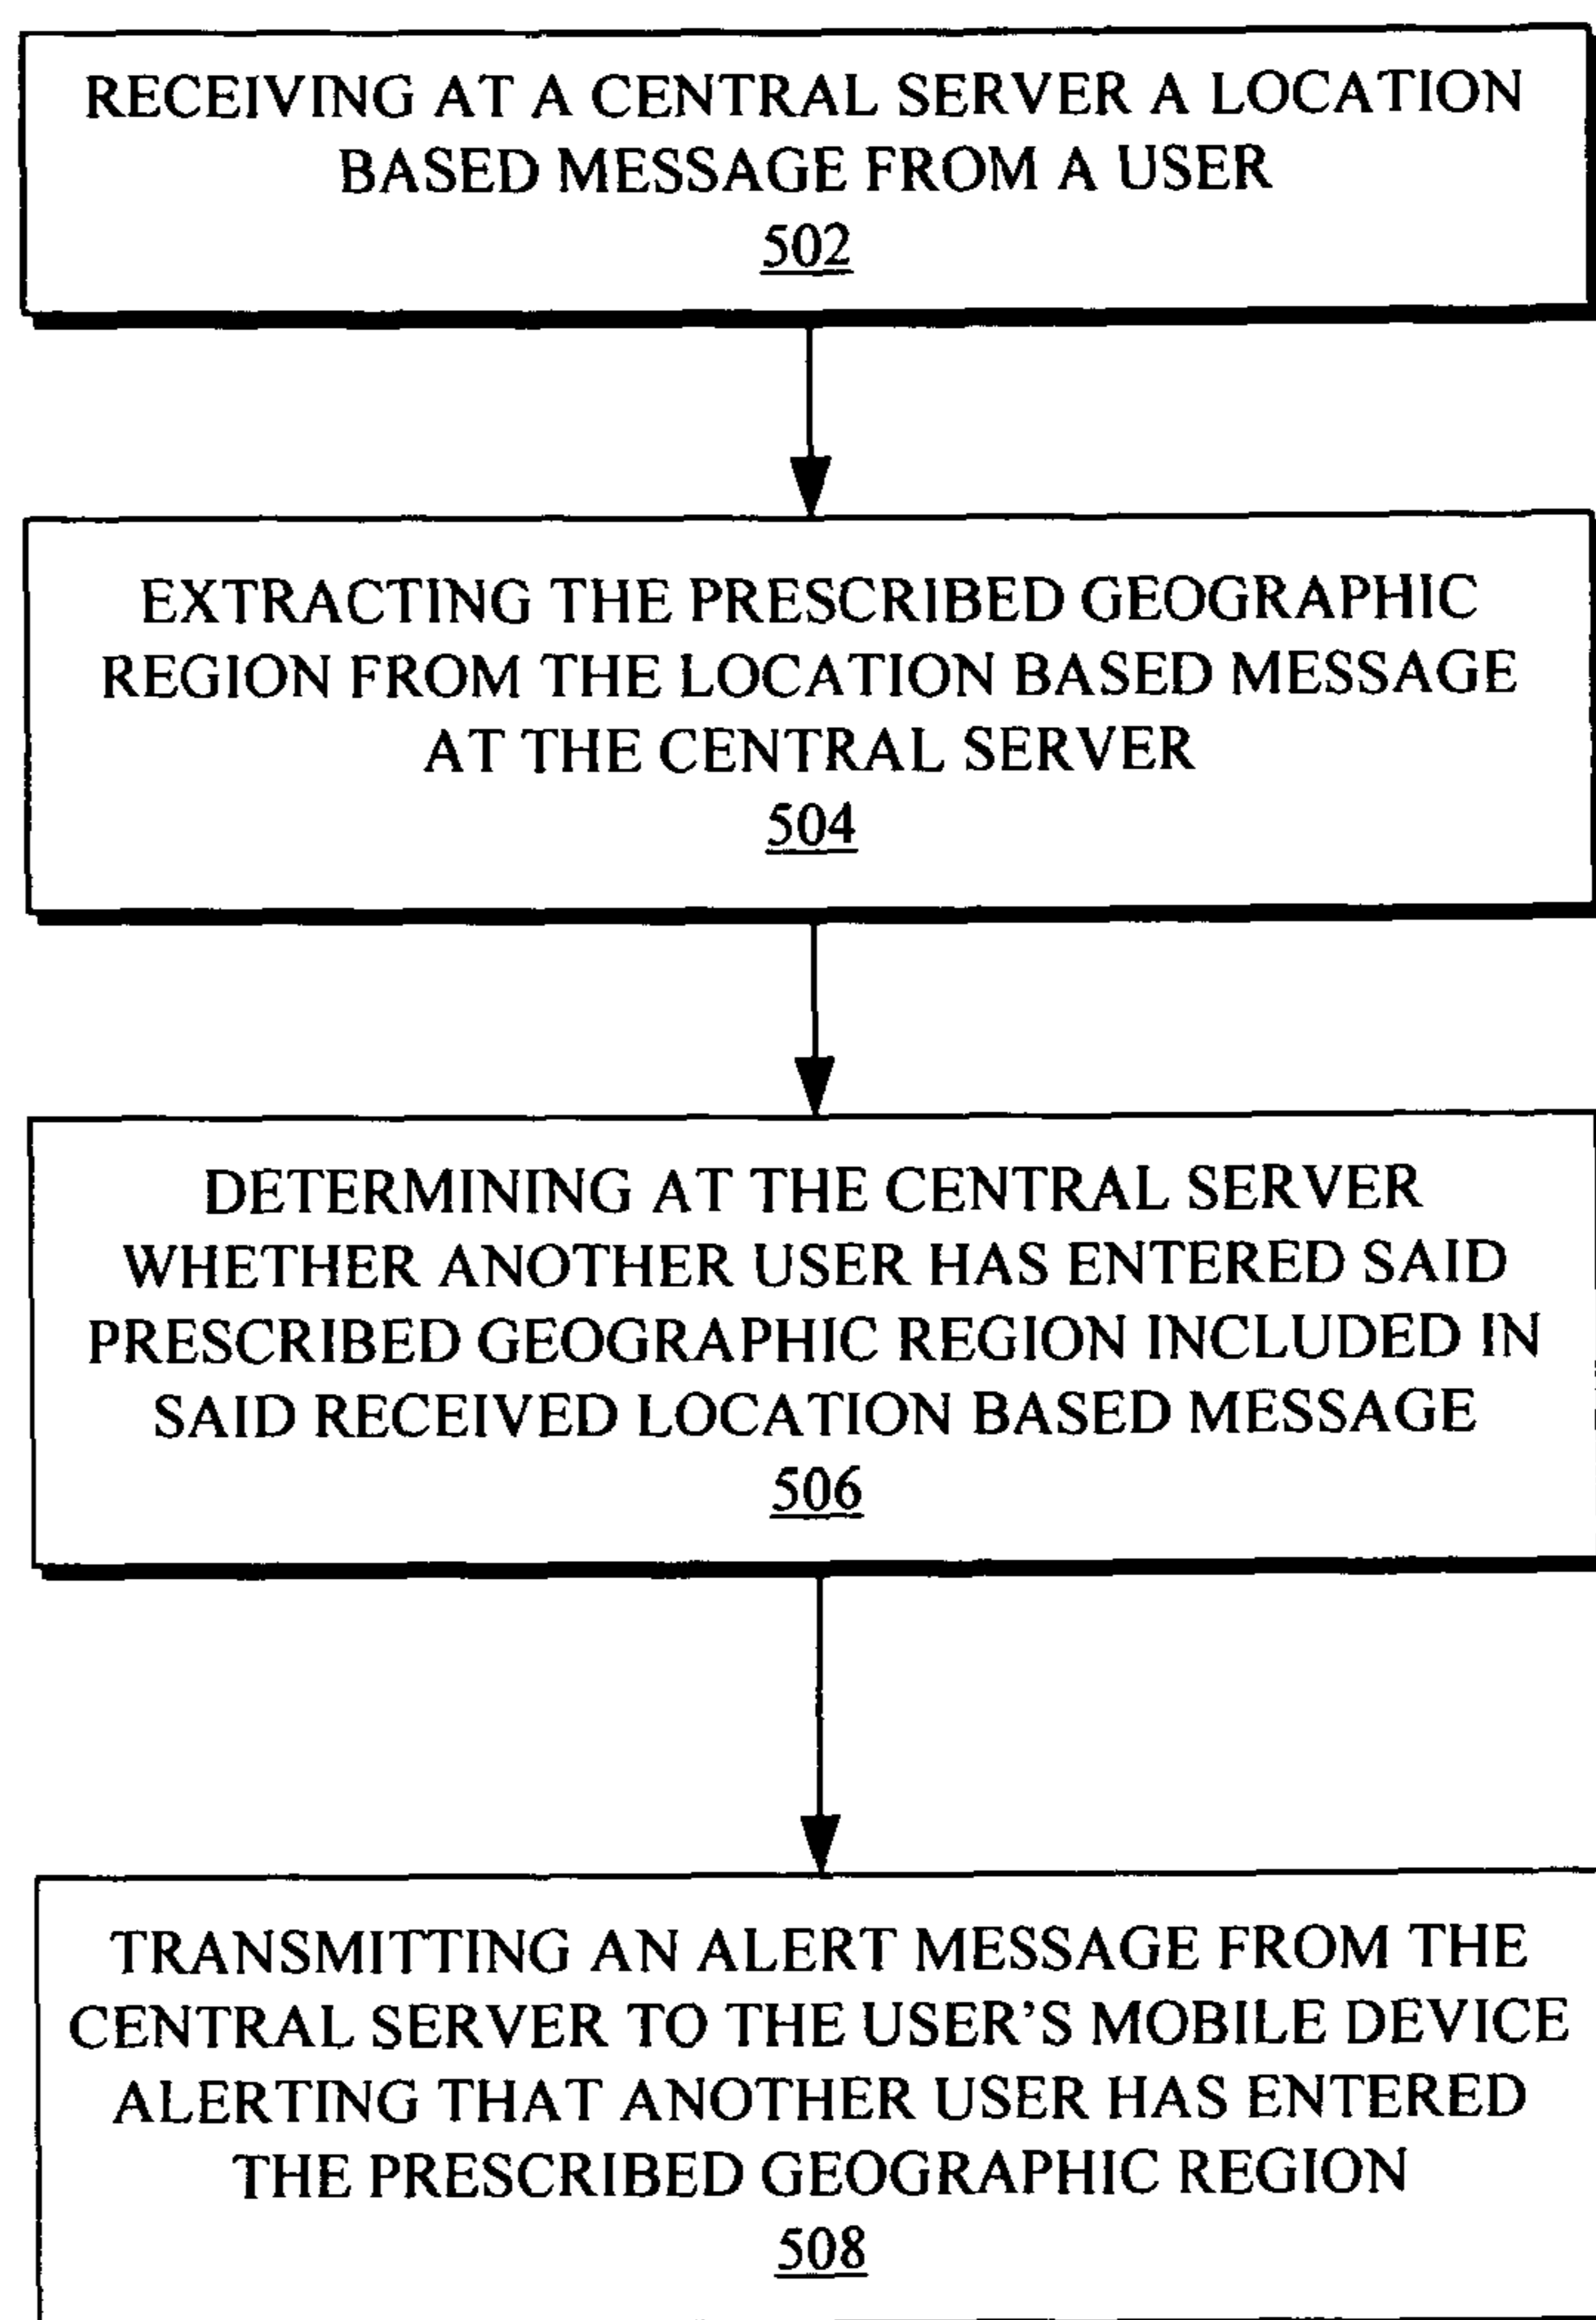 RECEIVING AT A CENTRAL SERVER A LOCATION
BASED MESSAGE FROM A USER
502
EXTRACTING THE PRESCRIBED GEOGRAPHIC
REGION FROM THE LOCATION BASED MESSAGE
AT THE CENTRAL SERVER
504
DETERMINING AT THE CENTRAL SERVER
WHETHER ANOTHER USER HAS ENTERED SAID
PRESCRIBED GEOGRAPHIC REGION INCLUDED IN
SAID RECEIVED LOCATION BASED MESSAGE
506
TRANSMITTING AN ALERT MESSAGE FROM THE
CENTRAL SERVER TO THE USER'S MOBILE DEVICE
ALERTING THAT ANOTHER USER HAS ENTERED
THE PRESCRIBED GEOGRAPHIC REGION
508